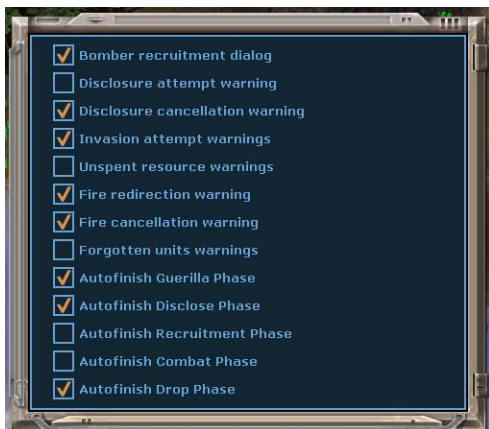 Bomber recruitment dialog
Disclosure attempt warning
Disclosure cancellation warning
Invasion attempt warnings
Unspent resource warnings
Fire redirection warning
Fire cancellation warning
Forgotten units warnings
Autofinish Guerilla Phase
Autofinish Disclose Phase
Autofinish Recruitment Phase
Autofinish Combat Phase
Autofinish Drop Phase